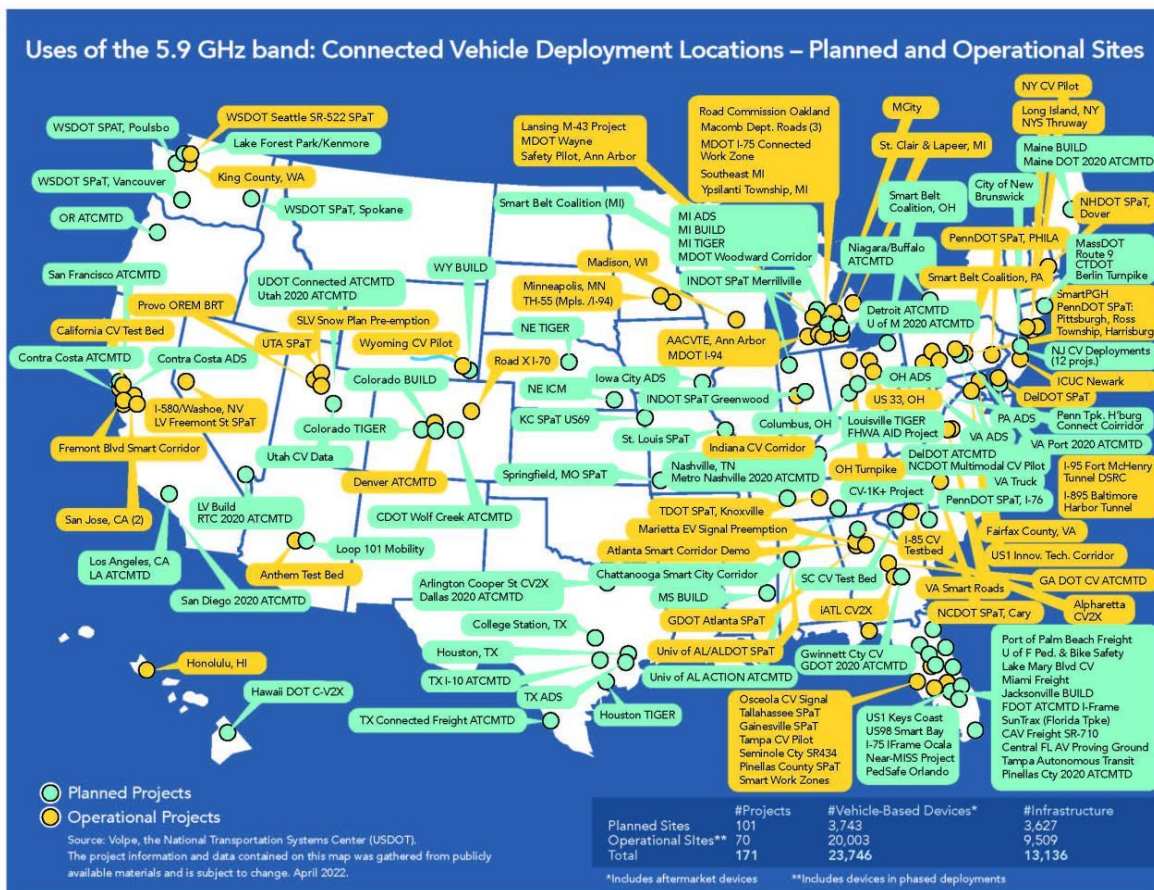 Uses of the 5.9 GHz band: Connected Vehicle Deployment Locations – Planned and Operational Sites
WSDOT SPAT, Poulsbo
WSDOT Seattle SR-522 SPaT
Lake Forest Park/Kenmore
King County, WA
WSDOT SPaT, Vancouver
WSDOT SPaT, Spokane
OR ATCMTD
San Francisco ATCMTD
Provo OREM BRT
California CV Test Bed
Contra Costa ATCMTD
Contra Costa ADS
UDOT Connected ATCMTD
Utah 2020 ATCMTD
SLV Snow Plan Pre-emption
UTA SPaT
WY BUILD
Wyoming CV Pilot
Colorado BUILD
Road X I-70
I-580/Washoe, NV
LV Freemont St SPaT
Fremont Blvd Smart Corridor
Colorado TIGER
Utah CV Data
Denver ATCMTD
San Jose, CA (2)
LV Build
RTC 2020 ATCMTD
CDOT Wolf Creek ATCMTD
Los Angeles, CA
LA ATCMTD
Loop 101 Mobility
Anthem Test Bed
San Diego 2020 ATCMTD
Honolulu, HI
Hawaii DOT C-V2X
Lansing M-43 Project
MDOT Wayne
Safety Pilot, Ann Arbor
Road Commission Oakland
Macomb Dept. Roads (3)
MDOT I-75 Connected
Work Zone
Southeast MI
Ypsilanti Township, MI
MCity
St. Clair & Lapeer, MI
NY CV Pilot
Long Island, NY
NYS Thruway
Maine BUILD
Maine DOT 2020 ATCMTD
Smart Belt
Coalition, OH
City of New
Brunswick
NHDOT SPaT,
Dover
Smart Belt Coalition (MI)
MI ADS
MI BUILD
MI TIGER
MDOT Woodward Corridor
Niagara/Buffalo
ATCMTD
PennDOT SPaT, PHILA
MassDOT
Route 9
CTDOT
Berlin Turnpike
Madison, WI
Minneapolis, MN
TH-55 (Mpls. /I-94)
INDOT SPaT Merrillville
Smart Belt Coalition, PA
SmartPGH
PennDOT SPaT:
Pittsburgh, Ross
Township, Harrisburg
Detroit ATCMTD
U of M 2020 ATCMTD
NE TIGER
AACVTE, Ann Arbor
MDOT I-94
NJ CV Deployments
(12 projs.)
NE ICM
Iowa City ADS
INDOT SPaT Greenwood
OH ADS
ICUC Newark
US 33, OH
DelDOT SPaT
KC SPaT US69
Columbus, OH
Louisville TIGER
FHWA AID Project
PA ADS
Penn Tpk. H'burg
Connect Coirridor
St. Louis SPaT
Indiana CV Corridor
VA ADS
VA Port 2020 ATCMTD
DelDOT ATCMTD
NCDOT Multimodal CV Pilot
Springfield, MO SPaT
Nashville, TN
Metro Nashville 2020 ATCMTD
OH Turnpike
VA Truck
I-95 Fort McHenry
Tunnel DSRC
I-895 Baltimore
Harbor Tunnel
CV-1K+ Project
PennDOT SPaT, I-76
TDOT SPaT, Knoxville
Marietta EV Signal Preemption
I-85 CV
Testbed
Fairfax County, VA
Atlanta Smart Corridor Demo
US1 Innov. Tech. Corridor
Arlington Cooper St CV2X
Dallas 2020 ATCMTD
Chattanooga Smart City Corridor
SC CV Test Bed
VA Smart Roads
GA DOT CV ATCMTD
MS BUILD
GDOT Atlanta SPaT
iATL CV2X
NCDOT SPaT, Cary
Alpharetta
CV2X
College Station, TX
Houston, TX
Univ of AL/ALDOT SPaT
Gwinnett Cty CV
GDOT 2020 ATCMTD
TX I-10 ATCMTD
Univ of AL ACTION ATCMTD
TX ADS
Houston TIGER
TX Connected Freight ATCMTD
Osceola CV Signal
Tallahassee SPaT
Gainesville SPaT
Tampa CV Pilot
Seminole Cty SR434
Pinellas County SPaT
Smart Work Zones
US1 Keys Coast
US98 Smart Bay
I-75 IFrame Ocala
Near-MISS Project
PedSafe Orlando
Port of Palm Beach Freight
U of F Ped. & Bike Safety
Lake Mary Blvd CV
Miami Freight
Jacksonville BUILD
FDOT ATCMTD I-Frame
SunTrax (Florida Tpke)
CAV Freight SR-710
Central FL AV Proving Ground
Tampa Autonomous Transit
Pinellas Cty 2020 ATCMTD
Planned Projects
Operational Projects
Source: Volpe, the National Transportation Systems Center (USDOT).
The project information and data contained on this map was gathered from publicly
available materials and is subject to change. April 2022.
#Projects #Vehicle-Based Devices* #Infrastructure
Planned Sites 101 3,743 3,627
Operational SItes** 70 20,003 9,509
Total 171 23,746 13,136
*Includes aftermarket devices **Includes devices in phased deployments